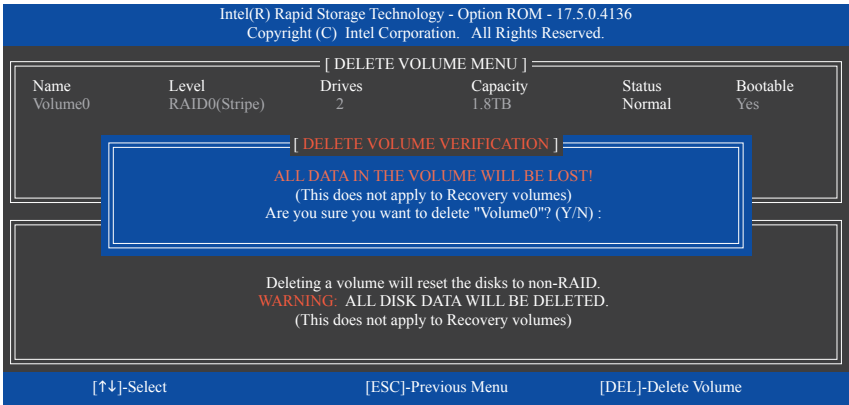 Intel(R) Rapid Storage Technology - Option ROM - 17.5.0.4136
Copyright (C) Intel Corporation. All Rights Reserved.
[ DELETE VOLUME MENU ]
Name Level Drives Capacity Status Bootable
Volume0 RAID0(Stripe) 2 1.8TB Normal Yes
[ DELETE VOLUME VERIFICATION ]
ALL DATA IN THE VOLUME WILL BE LOST!
(This does not apply to Recovery volumes)
Are you sure you want to delete "Volume0"? (Y/N) :
Deleting a volume will reset the disks to non-RAID.
WARNING: ALL DISK DATA WILL BE DELETED.
(This does not apply to Recovery volumes)
[↑↓]-Select [ESC]-Previous Menu [DEL]-Delete Volume